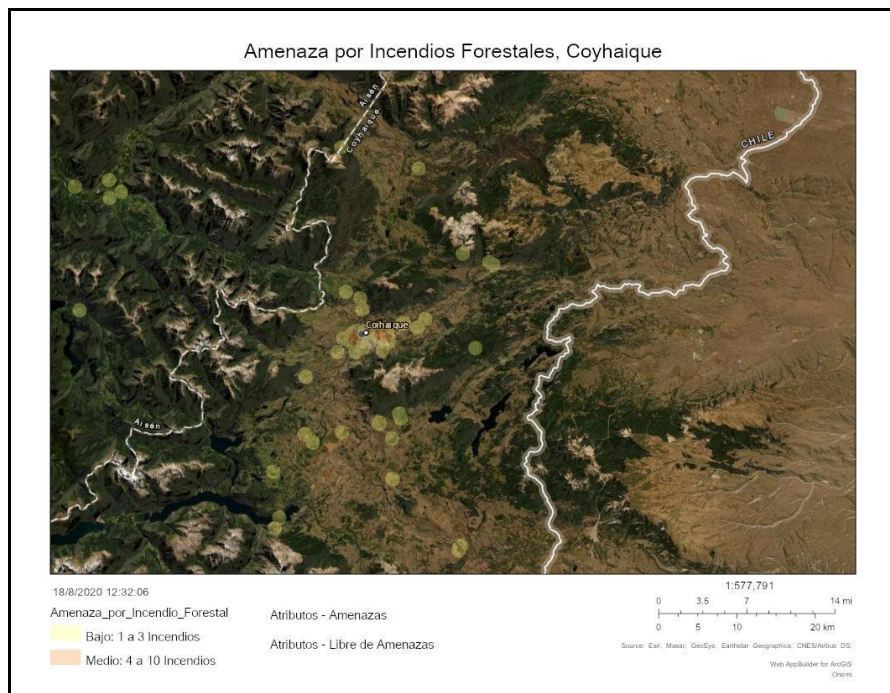 Amenaza por Incendios Forestales, Coyhaique
Aisén
Coyhaique
CHILE
Coihaique
Aisén
18/8/2020 12:32:06
Amenaza_por_Incendio_Forestal
Bajo: 1 a 3 Incendios
Medio: 4 a 10 Incendios
Atributos - Amenazas
Atributos - Libre de Amenazas
1:577,791
0 3.5 7 14 mi
0 5 10 20 km
Source: Esri, Maxar, GeoEye, Earthstar Geographics, CNES/Airbus DS,
Web AppBuilder for ArcGIS
Onemi